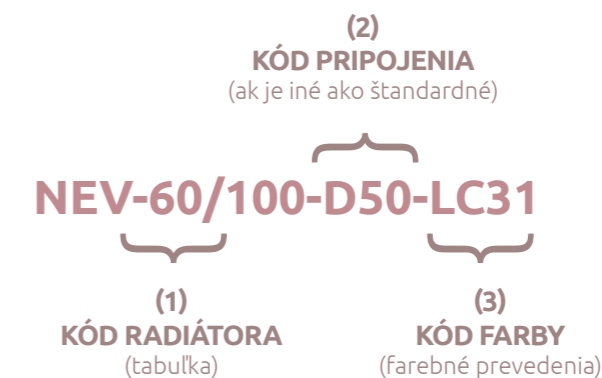 (2)
KÓD PRIPOJENIA
(ak je iné ako štandardné)
NEV-60/100-D50-LC31
(1)
KÓD RADIÁTORA
(tabuľka)
(3)
KÓD FARBY
(farebné prevedenia)